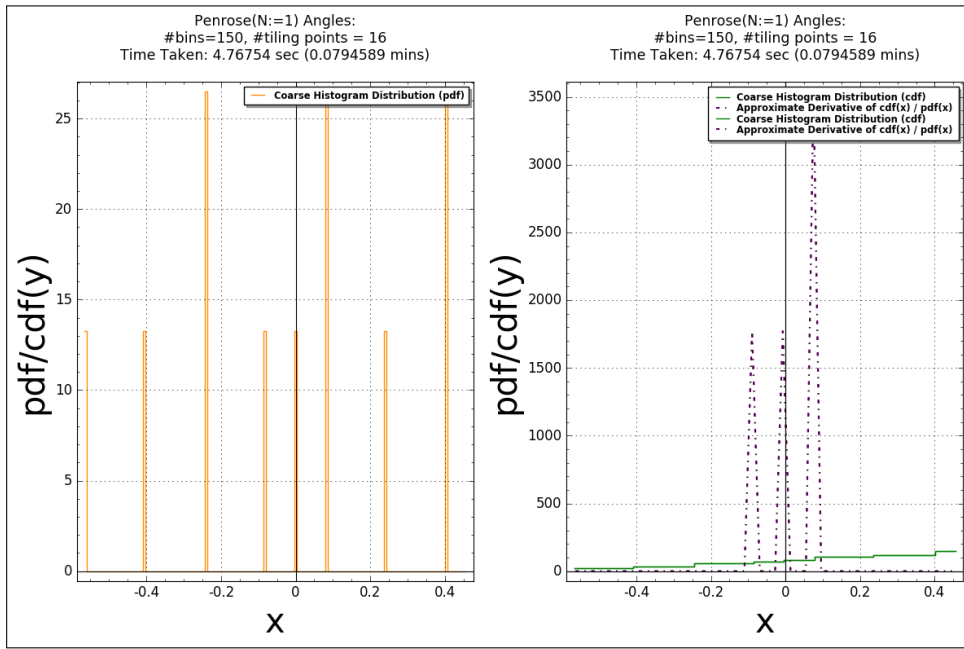 Penrose(N:=1) Angles:
#bins=150, #tiling points = 16
Time Taken: 4.76754 sec (0.0794589 mins)
Coarse Histogram Distribution (pdf)
25
20
15
10
5
0
-0.4
-0.2
0
0.2
0.4
pdf/cdf(y)
x
Penrose(N:=1) Angles:
#bins=150, #tiling points = 16
Time Taken: 4.76754 sec (0.0794589 mins)
Coarse Histogram Distribution (cdf)
Approximate Derivative of cdf(x) / pdf(x)
Coarse Histogram Distribution (cdf)
Approximate Derivative of cdf(x) / pdf(x)
3500
3000
2500
2000
1500
1000
500
0
-0.4
-0.2
0
0.2
0.4
pdf/cdf(y)
x